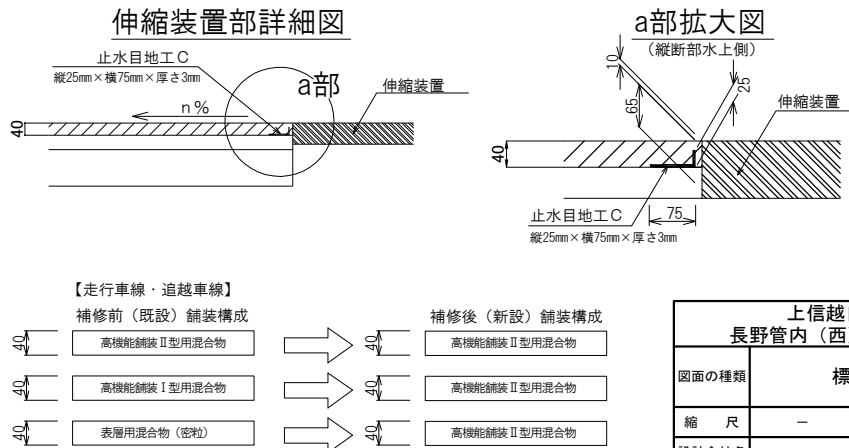 伸縮装置部詳細図
止水目地工C
縦25mm×横75mm×厚さ3mm
n%
a部
伸縮装置
40
a部拡大図
(縦断部水上側)
10
65
25
伸縮装置
40
75
止水目地工C
縦25mm×横75mm×厚さ3mm
【走行車線・追越車線】
補修前（既設）舗装構成
補修後（新設）舗装構成
40
高機能舗装Ⅱ型用混合物
40
高機能舗装Ⅱ型用混合物
40
高機能舗装Ⅰ型用混合物
40
高機能舗装Ⅱ型用混合物
40
表層用混合物（密粒）
40
高機能舗装Ⅱ型用混合物
上信越
長野管内（西
図面の種類
標
縮 尺
－